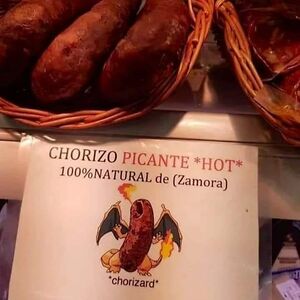 CHORIZO PICANTE *HOT*
100%NATURAL de (Zamora)
*chorizard*